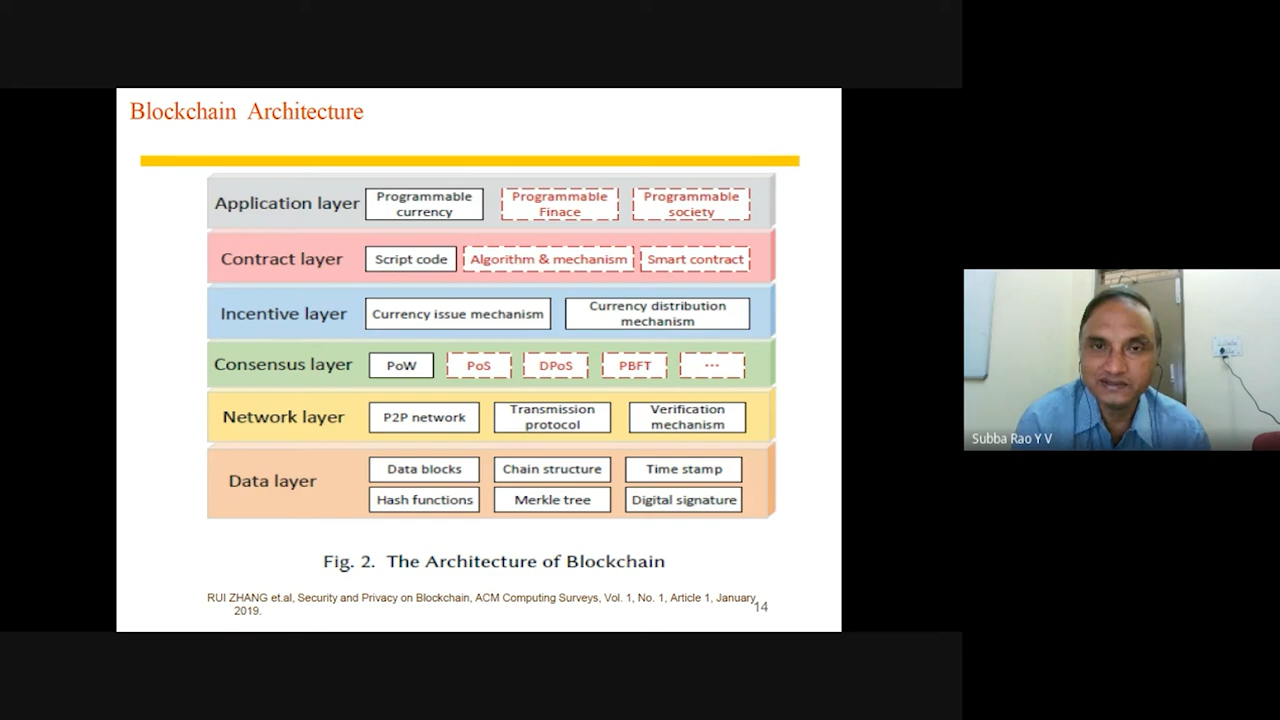 Blockchain Architecture
Application layer
Programmable
currency
Programmable
Finace
Programmable
society
Contract layer
Script code
Algorithm & mechanism
Smart contract
Incentive layer
Currency issue mechanism
Currency distribution
mechanism
Consensus layer
PoW
PoS
DPoS
PBFT
...
Network layer
P2P network
Transmission
protocol
Verification
mechanism
Data layer
Data blocks
Chain structure
Time stamp
Hash functions
Merkle tree
Digital signature
Fig. 2. The Architecture of Blockchain
RUI ZHANG et.al, Security and Privacy on Blockchain, ACM Computing Surveys, Vol. 1, No. 1, Article 1, January
2019.
14
Subba Rao Y V